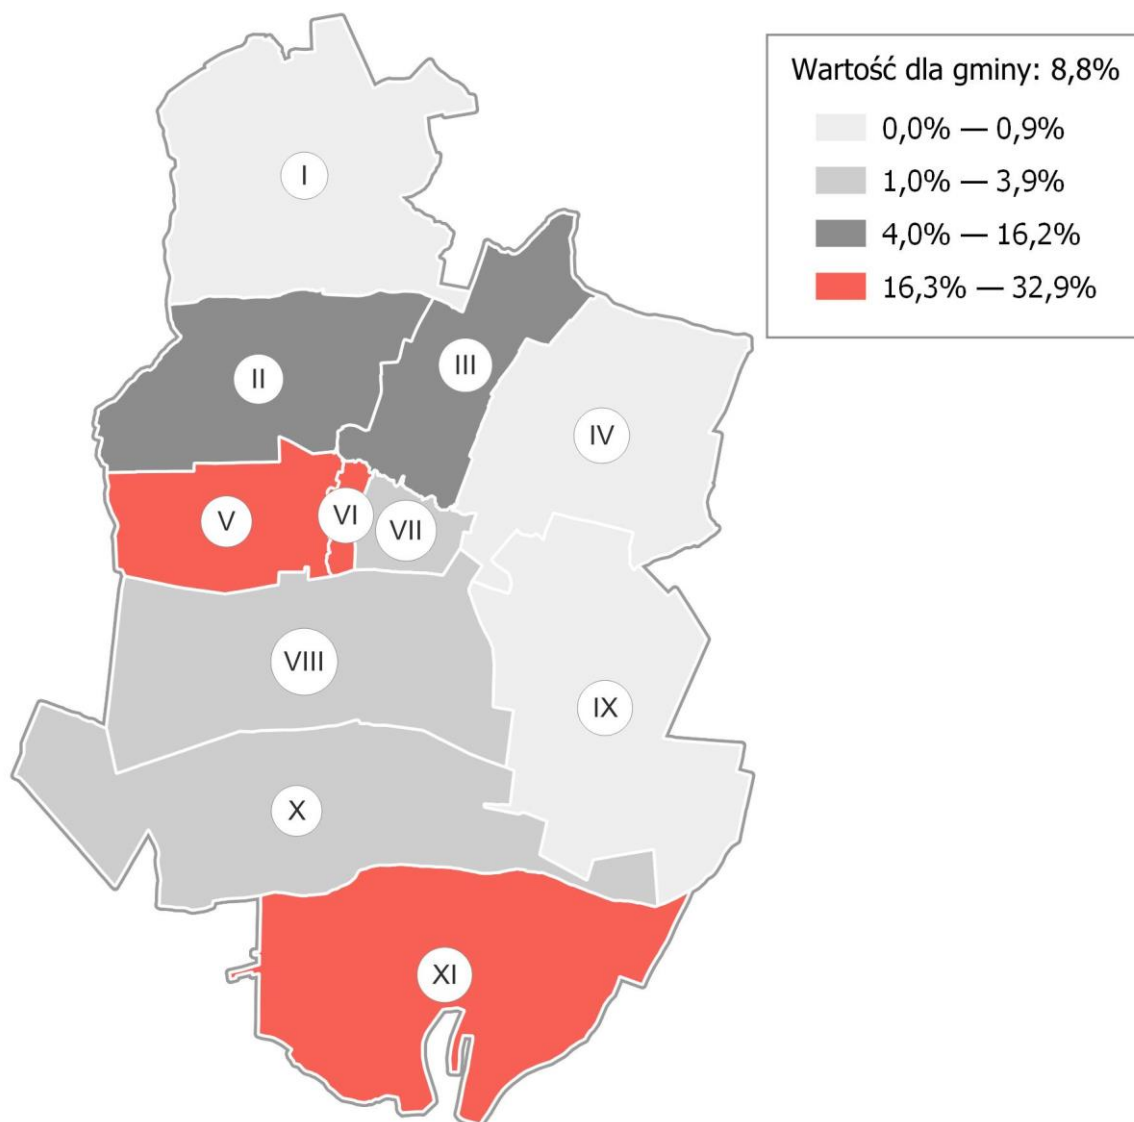 Wartość dla gminy: 8,8%
0,0% — 0,9%
1,0% — 3,9%
4,0% — 16,2%
16,3% — 32,9%
I
II
III
IV
V
VI
VII
VIII
IX
X
XI